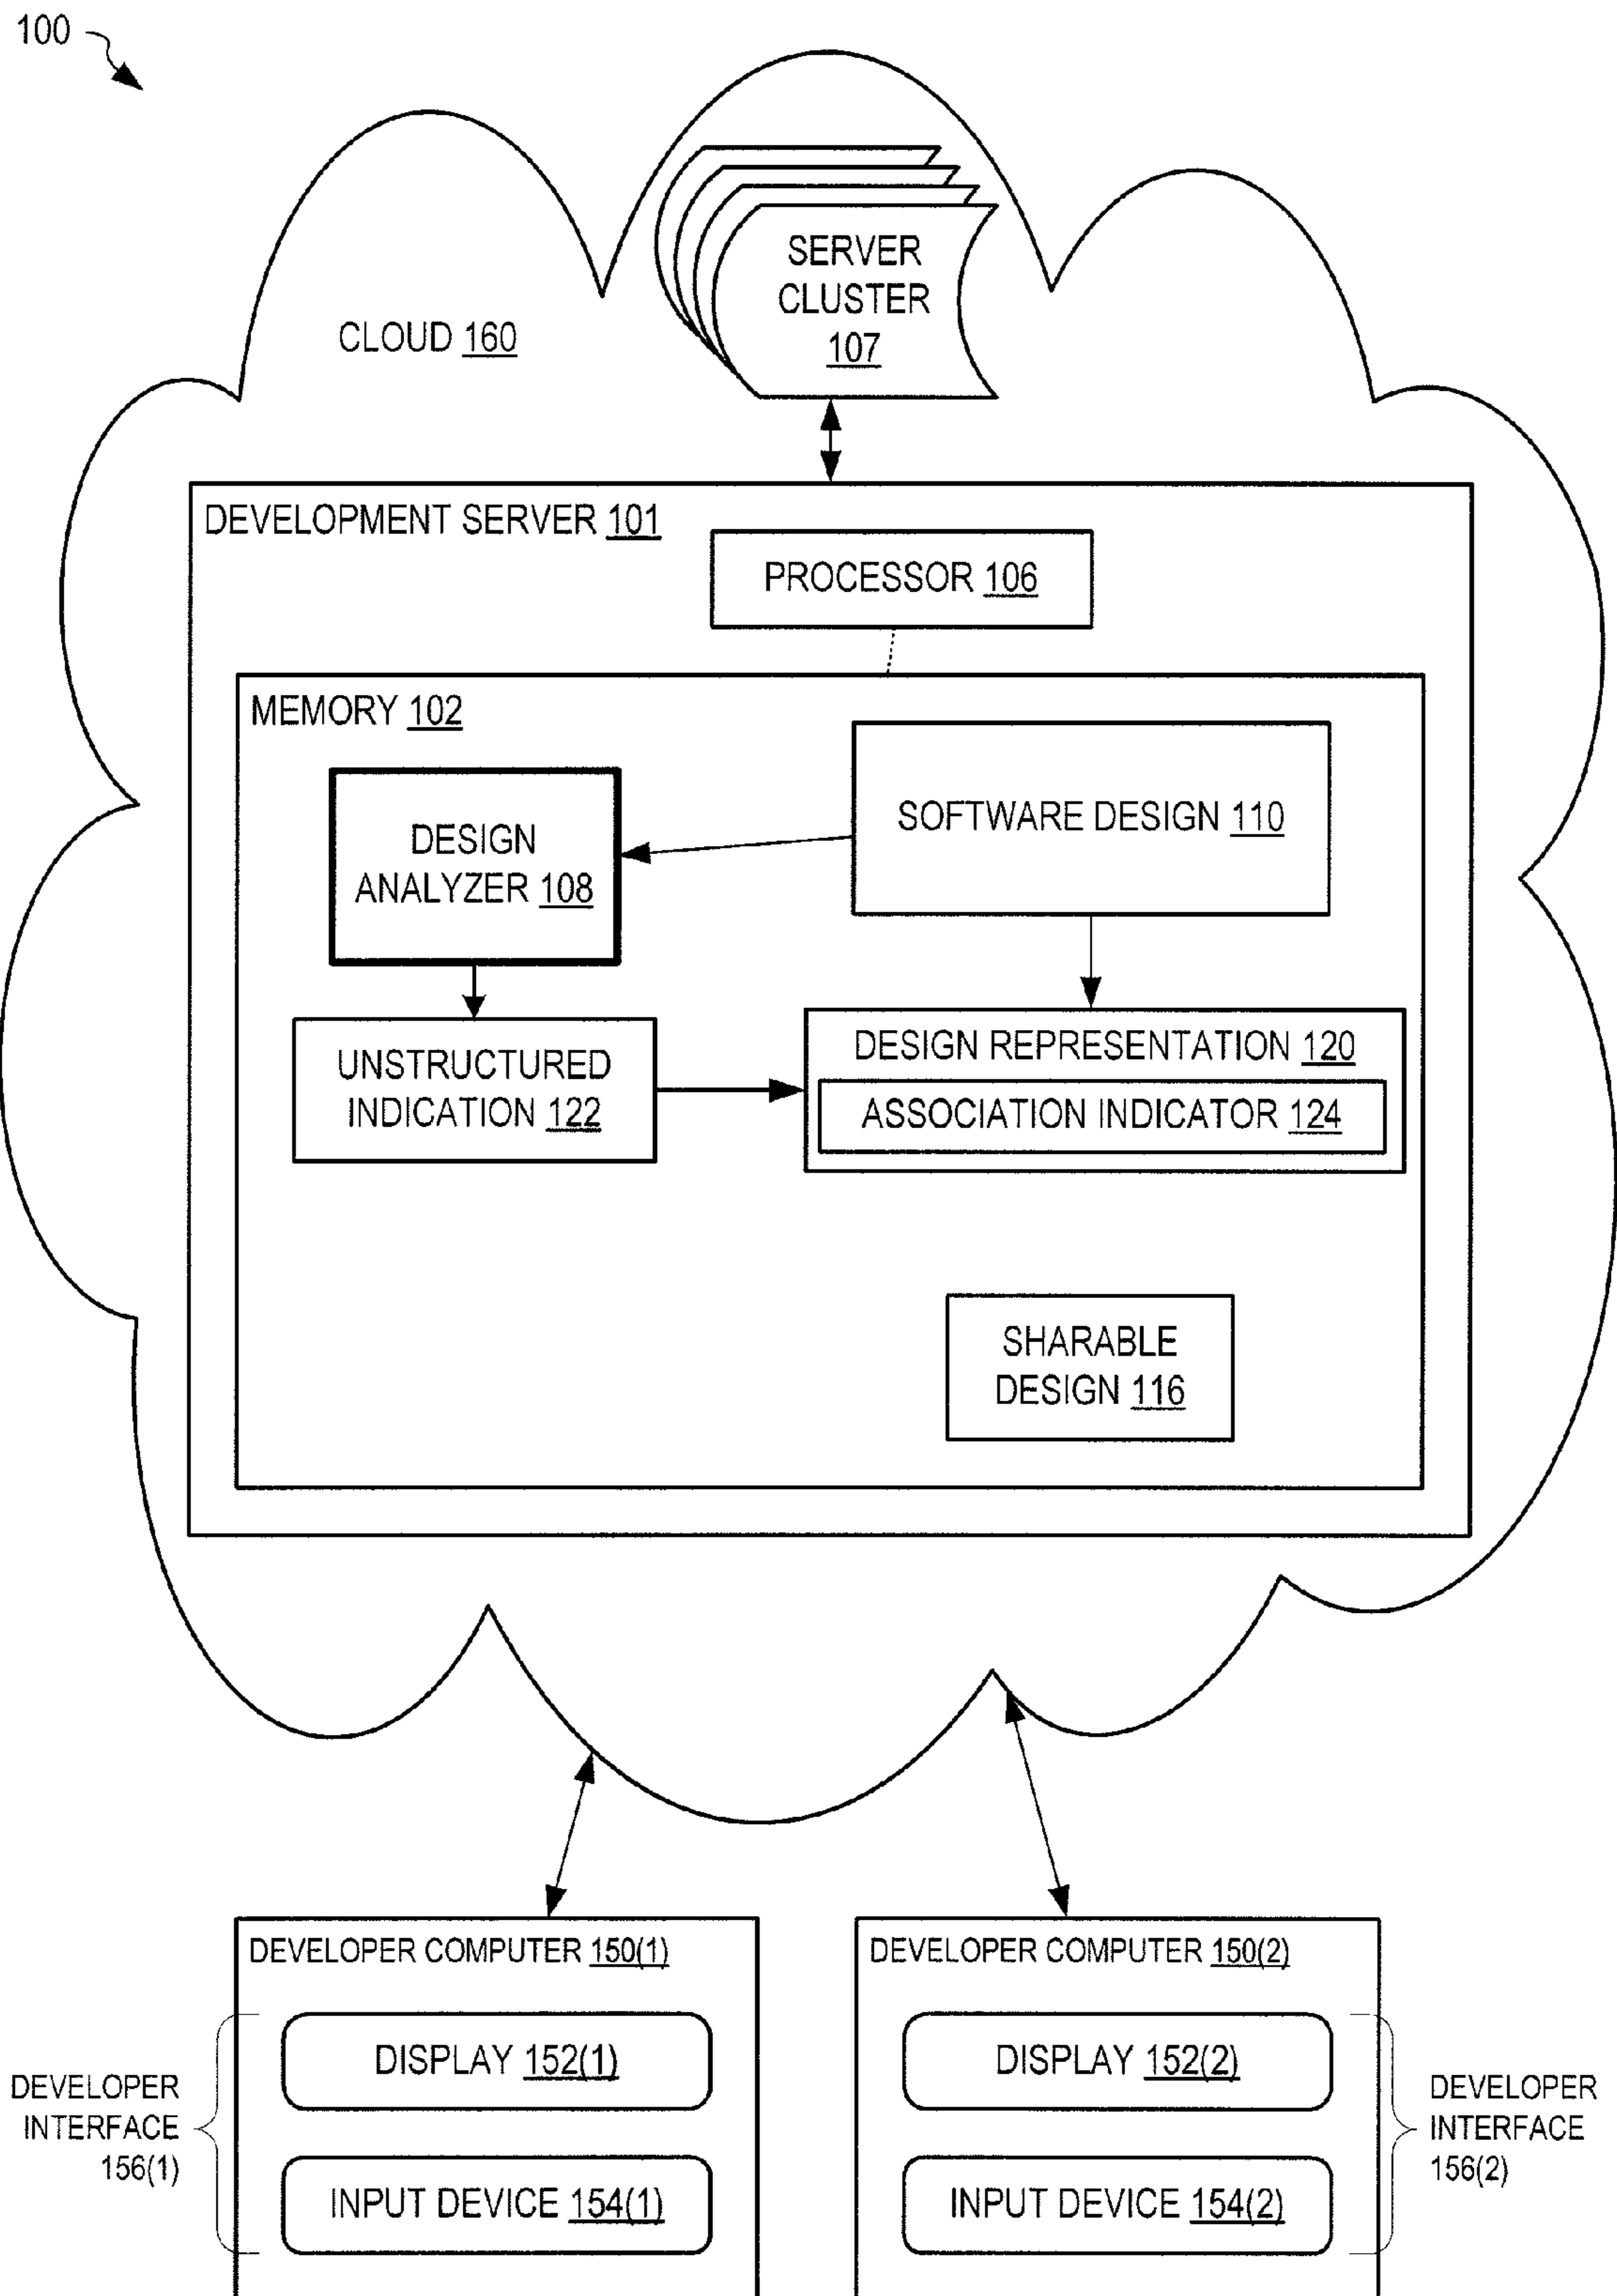 100
SERVER
CLUSTER
107
CLOUD 160
DEVELOPMENT SERVER 101
PROCESSOR 106
MEMORY 102
SOFTWARE DESIGN 110
DESIGN
ANALYZER 108
UNSTRUCTURED
INDICATION 122
DESIGN REPRESENTATION 120
ASSOCIATION INDICATOR 124
SHARABLE
DESIGN 116
DEVELOPER COMPUTER 150(1)
DISPLAY 152(1)
INPUT DEVICE 154(1)
DEVELOPER
INTERFACE
156(1)
DEVELOPER COMPUTER 150(2)
DISPLAY 152(2)
INPUT DEVICE 154(2)
DEVELOPER
INTERFACE
156(2)